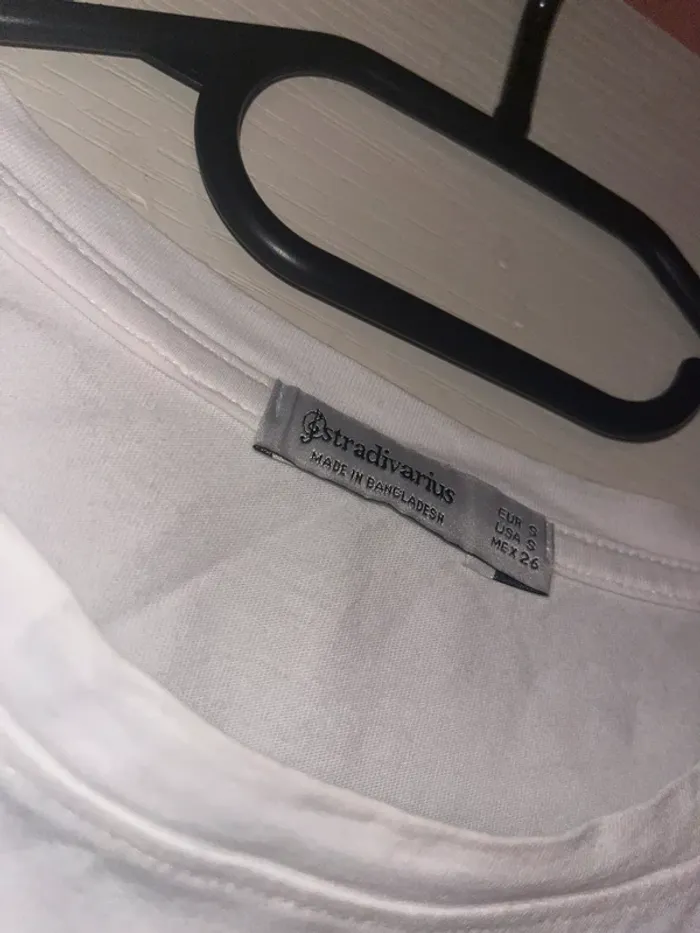 stradivarius
MADE IN BANGLADESH
EUR S
USA S
MEX 26